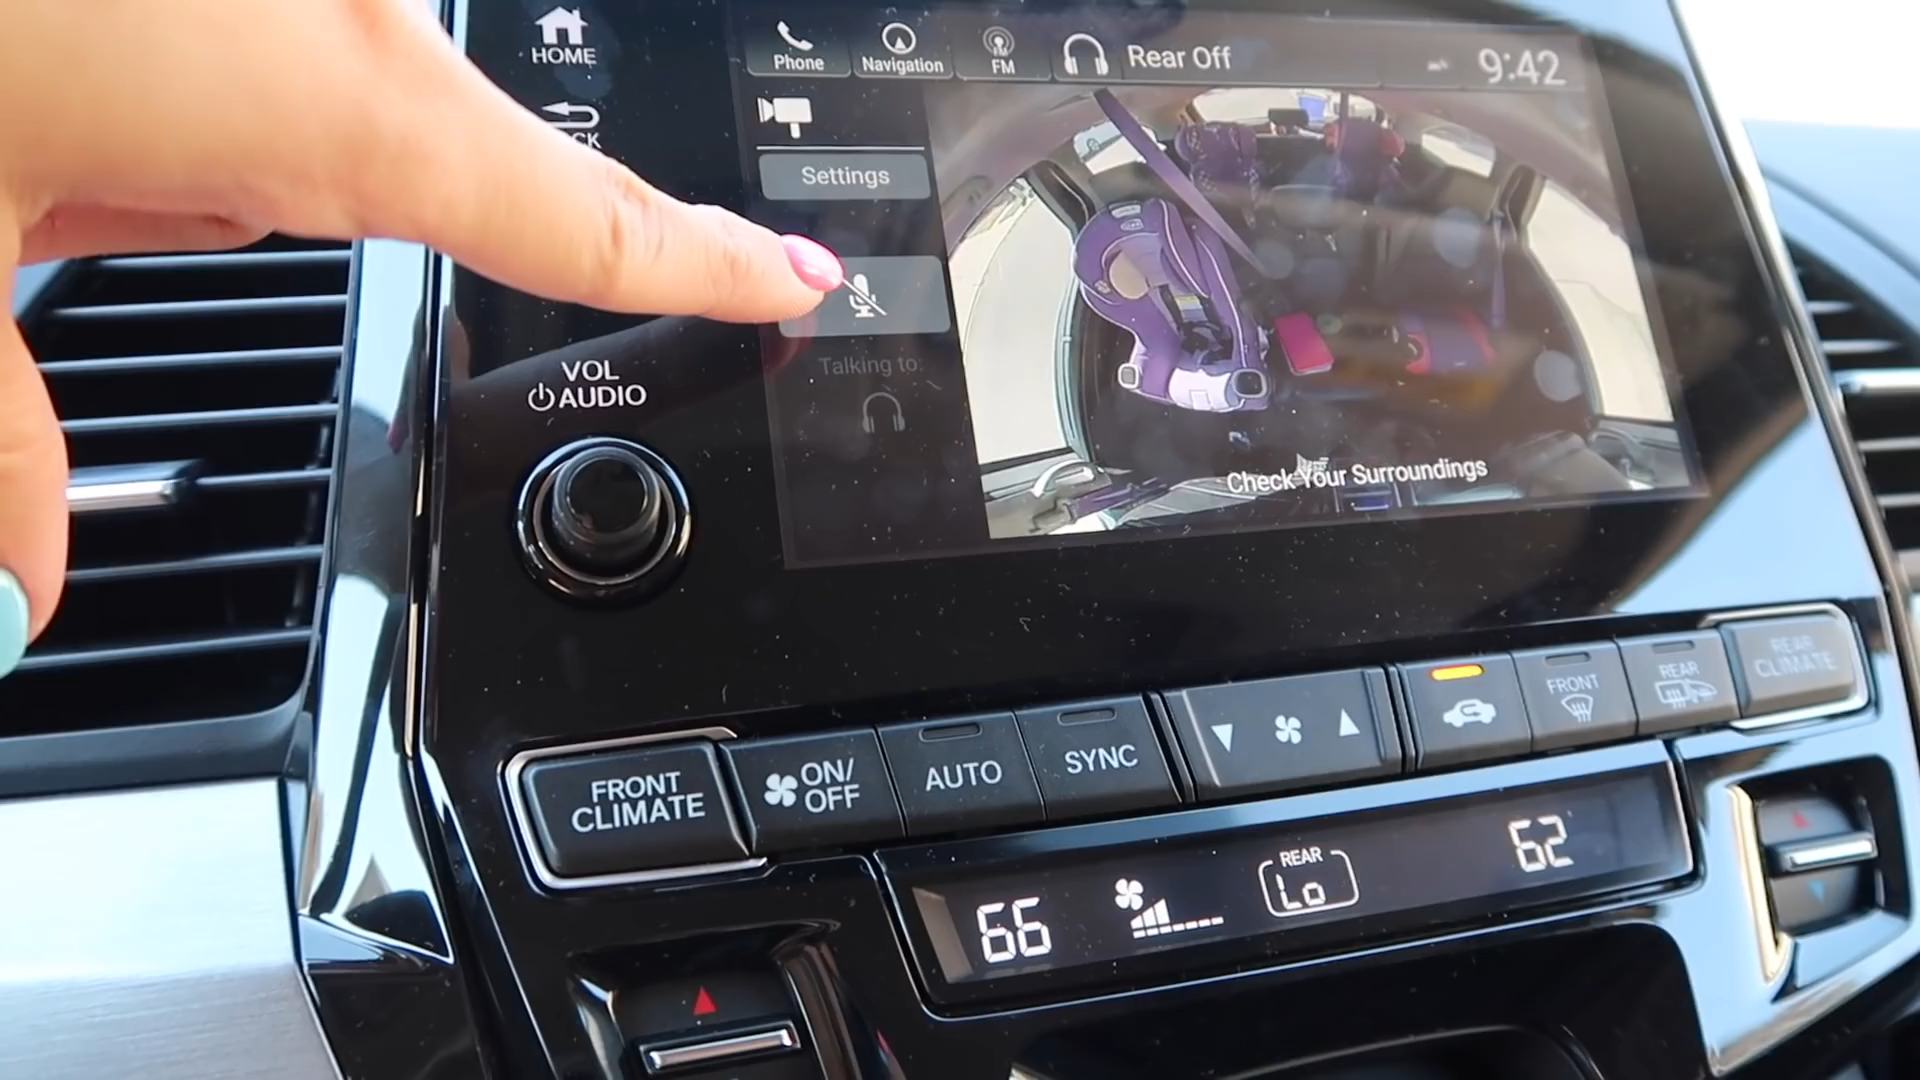 HOME
Phone
Navigation
FM
Rear Off
9:42
Settings
Talking to:
Check Your Surroundings
VOL
AUDIO
FRONT
CLIMATE
ON/
OFF
AUTO
SYNC
FRONT
REAR
REAR
CLIMATE
66
REAR
Lo
62